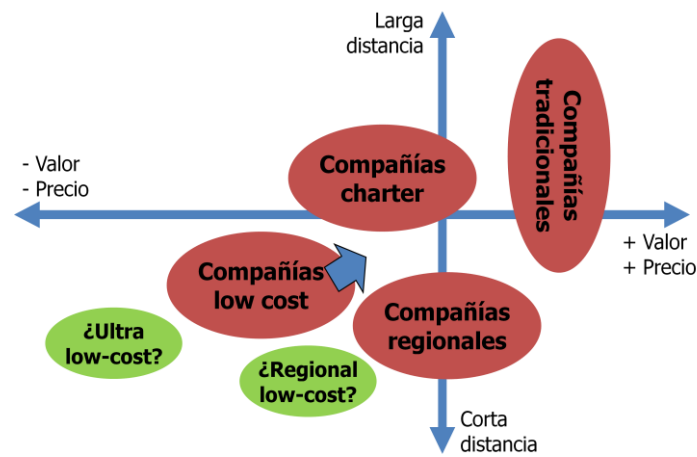 Larga
distancia
Compañías
tradicionales
Compañías
charter
- Valor
- Precio
+ Valor
+ Precio
Compañías
low cost
Compañías
regionales
¿Ultra
low-cost?
¿Regional
low-cost?
Corta
distancia